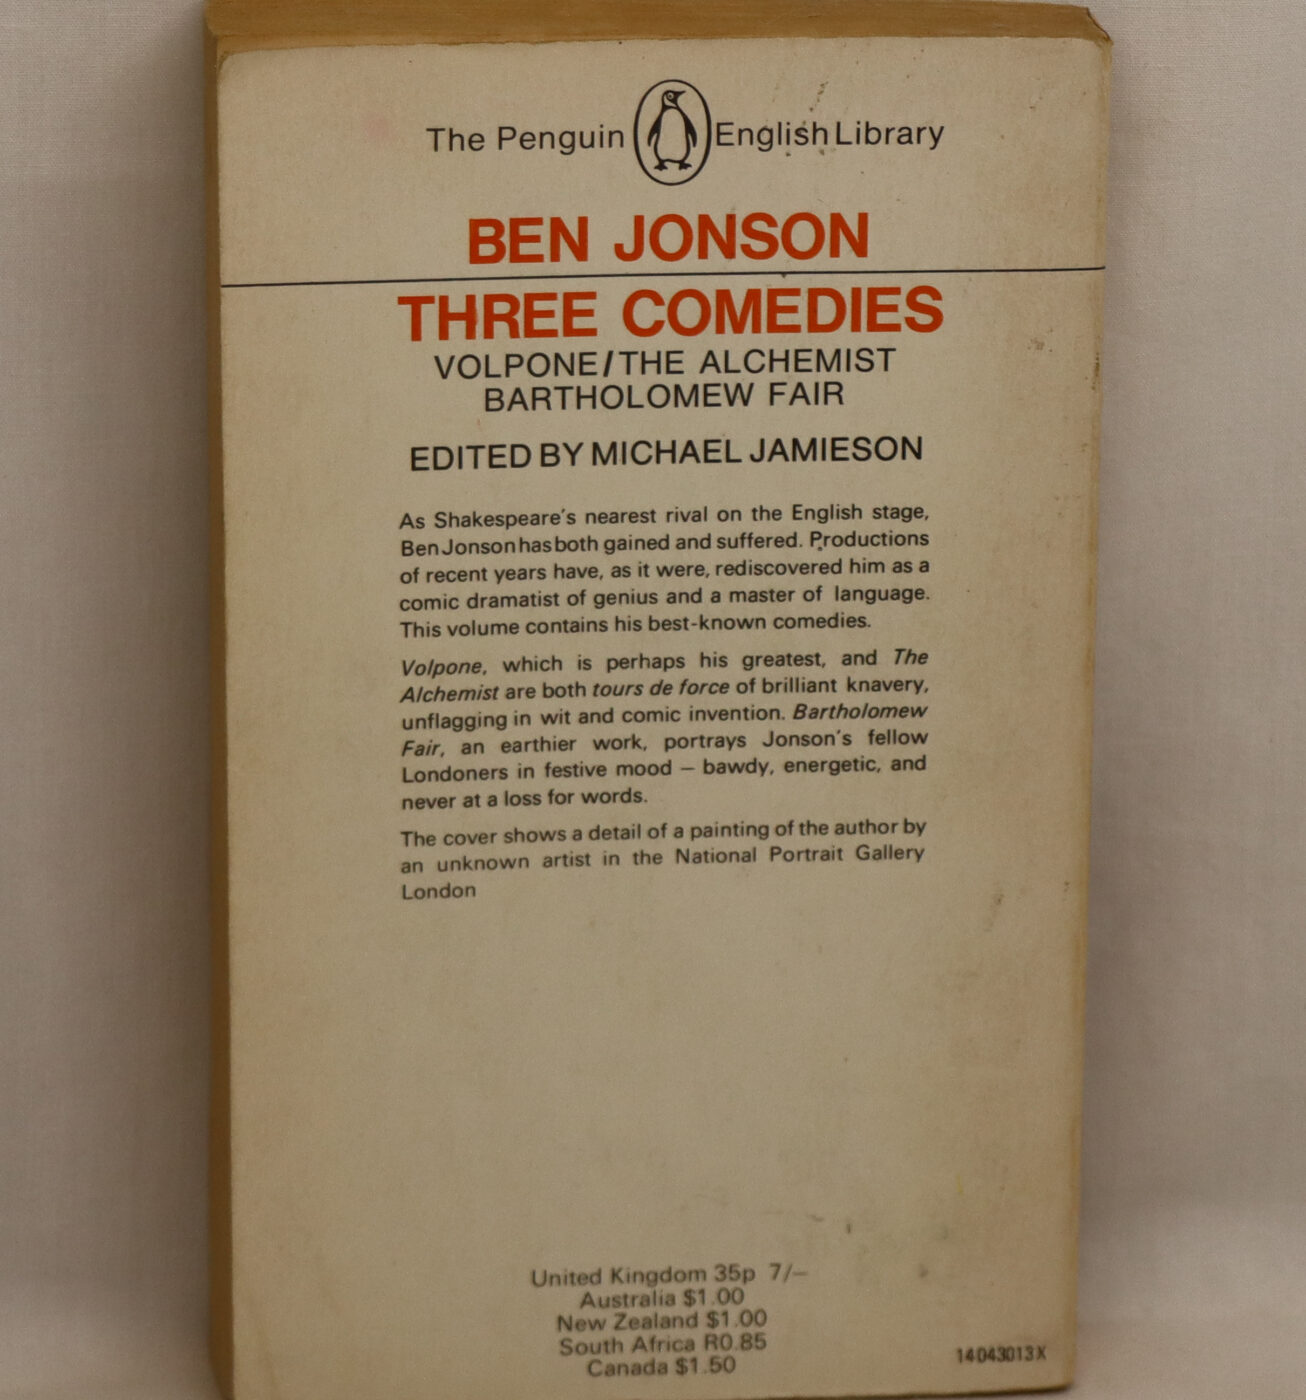 The Penguin English Library
BEN JONSON
THREE COMEDIES
VOLPONE/THE ALCHEMIST
BARTHOLOMEW FAIR
EDITED BY MICHAEL JAMIESON
As Shakespeare's nearest rival on the English stage,
Ben Jonson has both gained and suffered. Productions
of recent years have, as it were, rediscovered him as a
comic dramatist of genius and a master of language.
This volume contains his best-known comedies.
Volpone, which is perhaps his greatest, and The
Alchemist are both tours de force of brilliant knavery,
unflagging in wit and comic invention. Bartholomew
Fair, an earthier work, portrays Jonson's fellow
Londoners in festive mood – bawdy, energetic, and
never at a loss for words.
The cover shows a detail of a painting of the author by
an unknown artist in the National Portrait Gallery
London
United Kingdom 35p 7/–
Australia $1.00
New Zealand $1.00
South Africa R0.85
Canada $1.50
14 043013 X